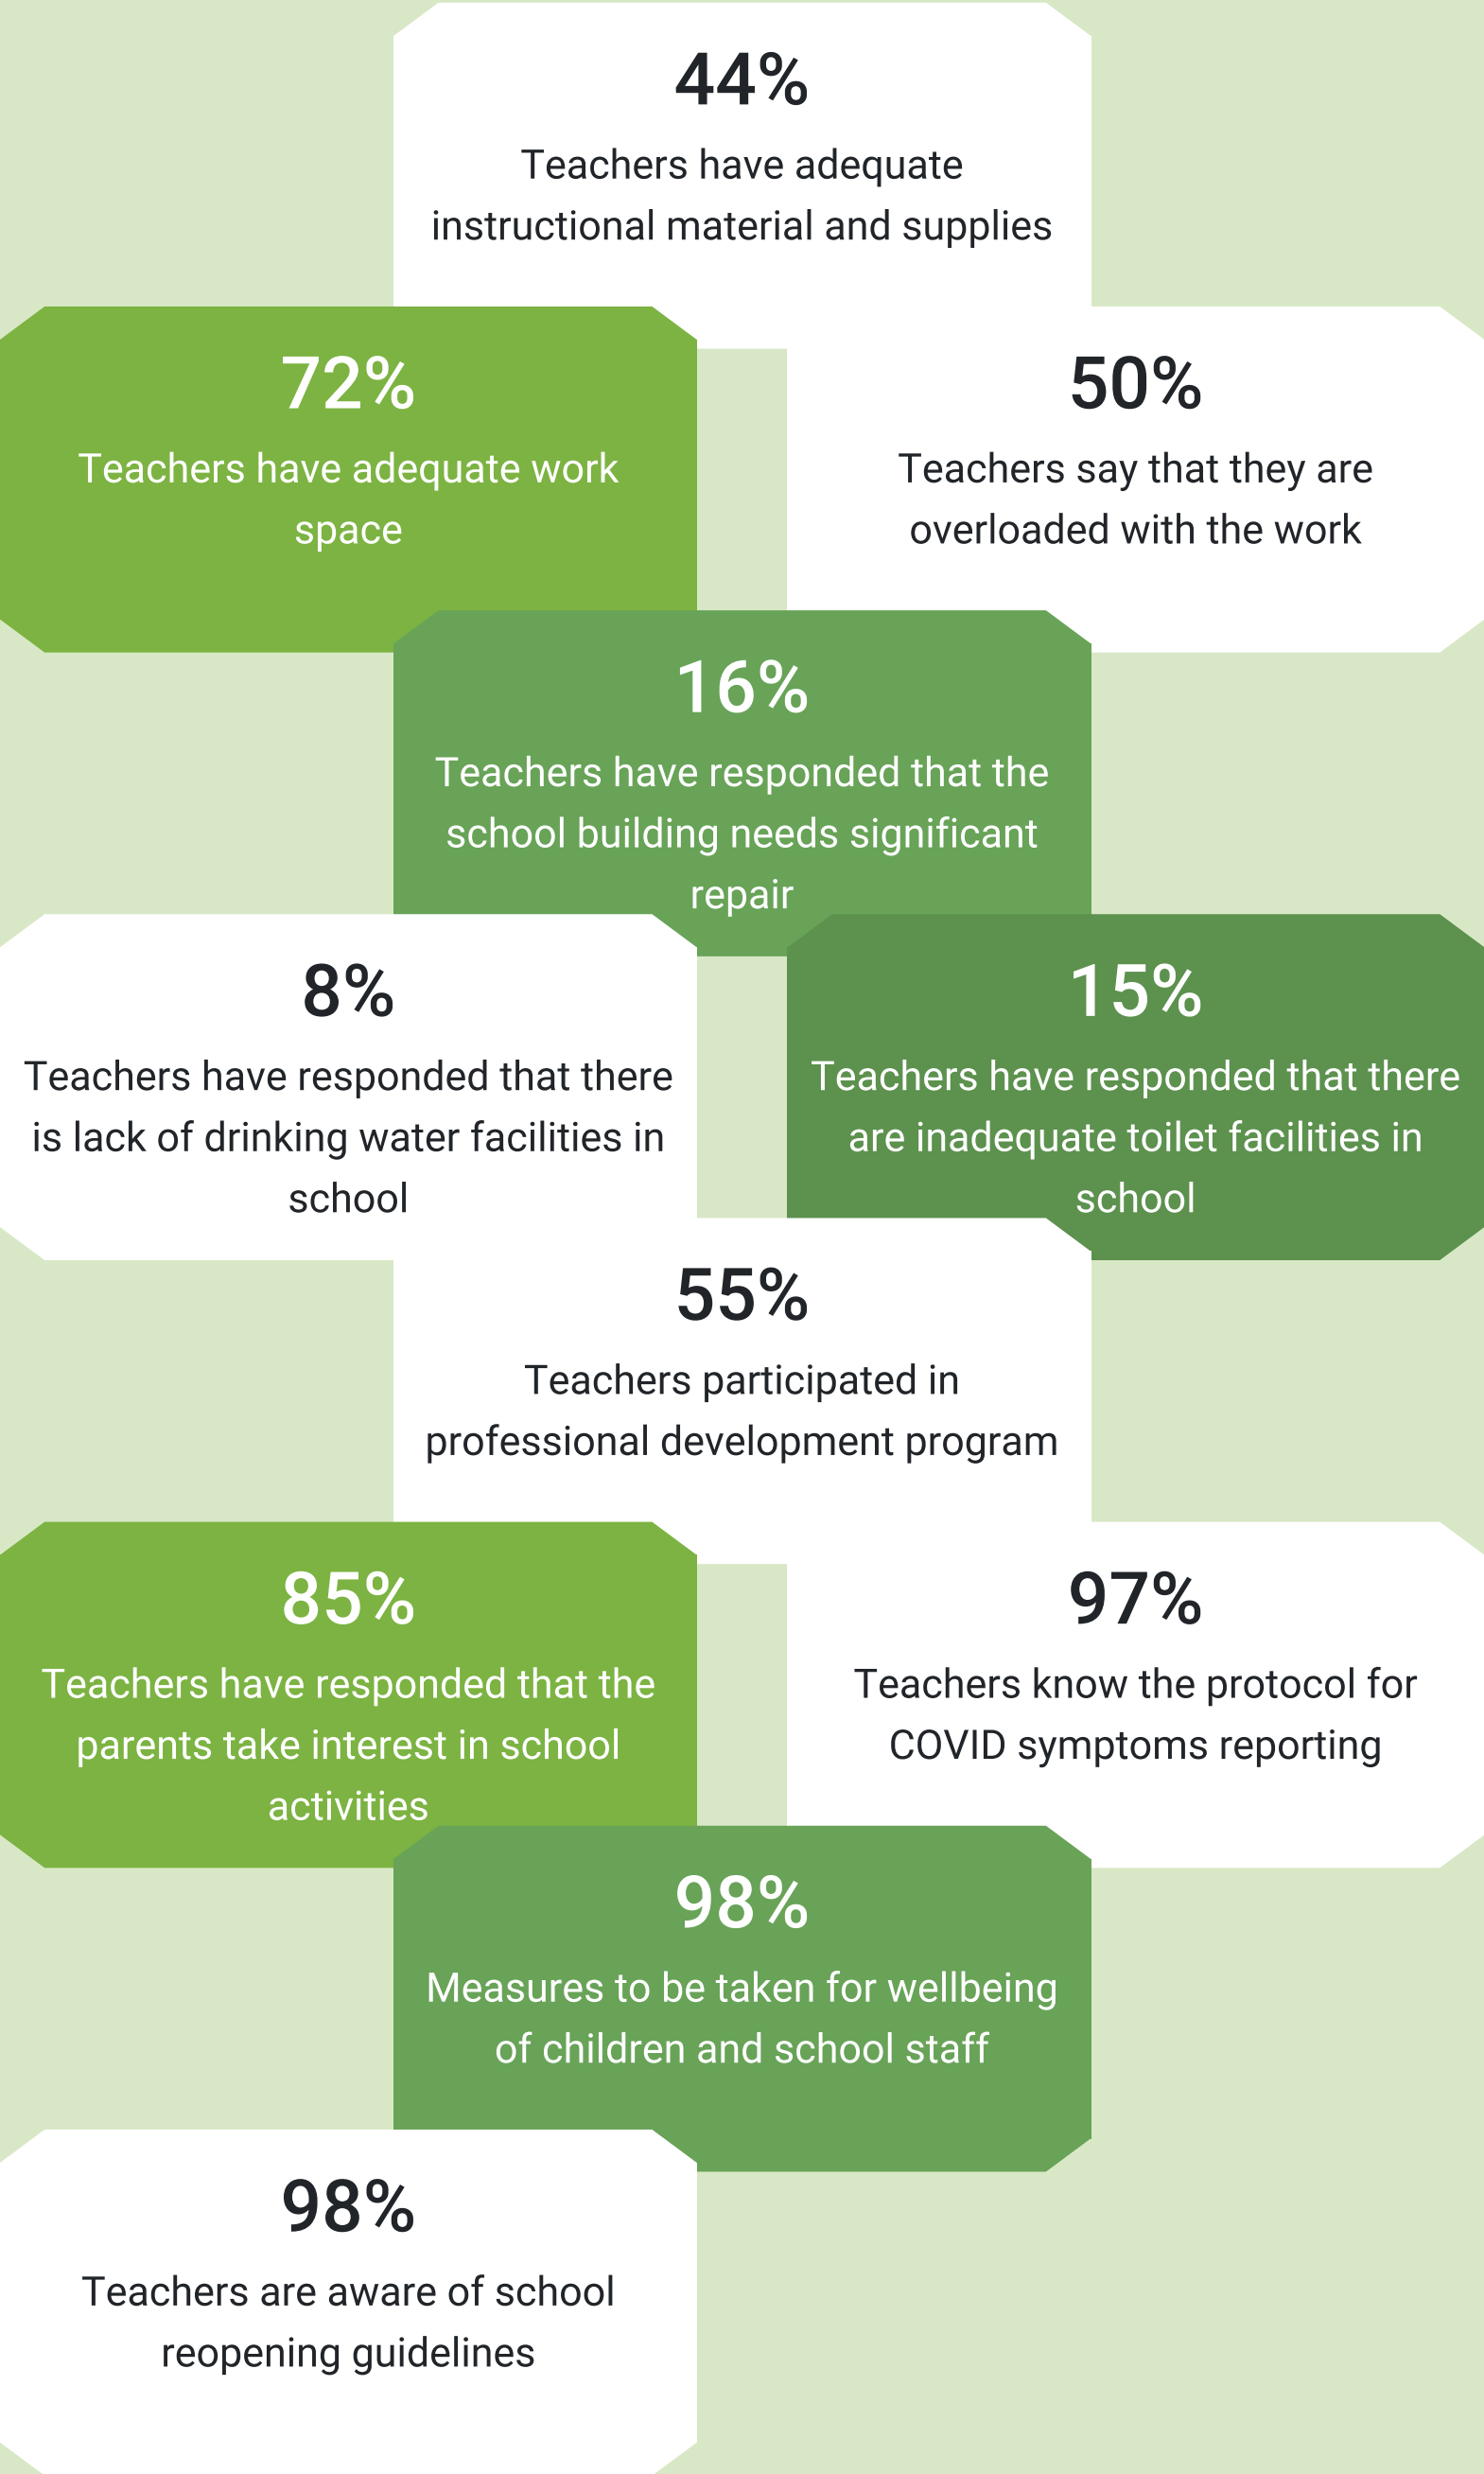 44%
Teachers have adequate
instructional material and supplies
72%
Teachers have adequate work
space
50%
Teachers say that they are
overloaded with the work
16%
Teachers have responded that the
school building needs significant
repair
8%
Teachers have responded that there
is lack of drinking water facilities in
school
15%
Teachers have responded that there
are inadequate toilet facilities in
school
55%
Teachers participated in
professional development program
85%
Teachers have responded that the
parents take interest in school
activities
97%
Teachers know the protocol for
COVID symptoms reporting
98%
Measures to be taken for wellbeing
of children and school staff
98%
Teachers are aware of school
reopening guidelines